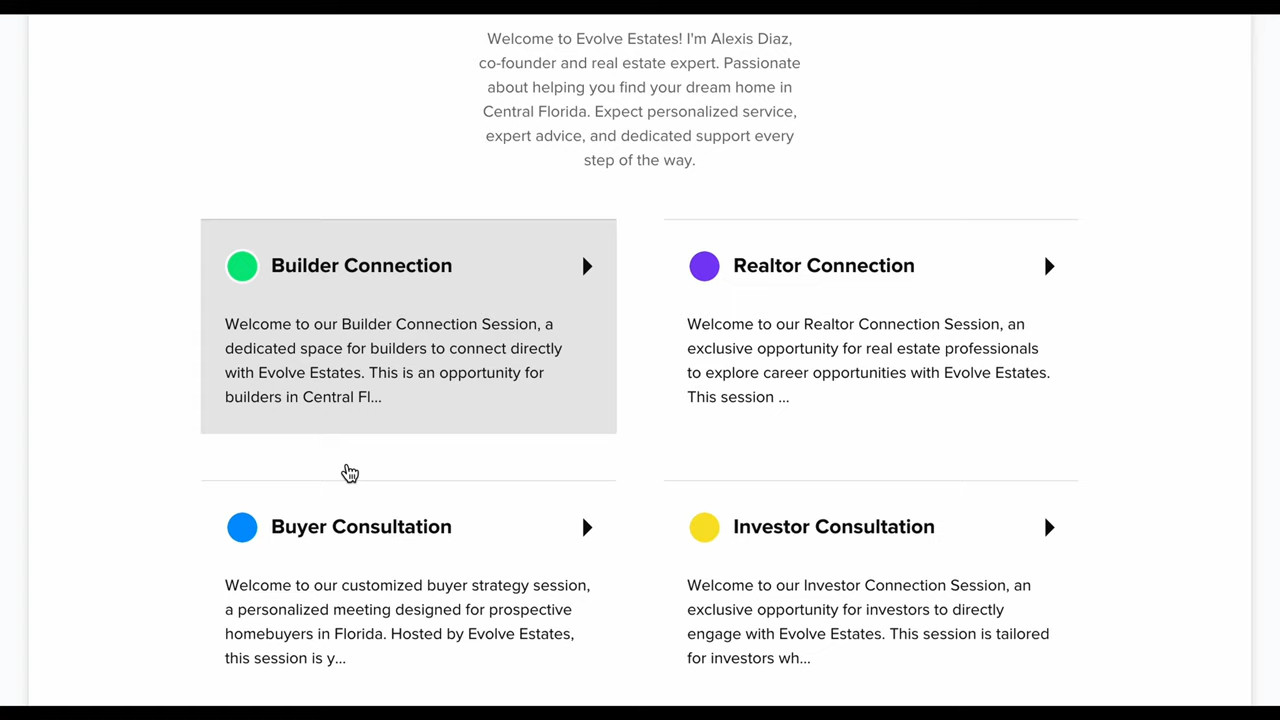 Welcome to Evolve Estates! I'm Alexis Diaz,
co-founder and real estate expert. Passionate
about helping you find your dream home in
Central Florida. Expect personalized service,
expert advice, and dedicated support every
step of the way.
Builder Connection
Welcome to our Builder Connection Session, a
dedicated space for builders to connect directly
with Evolve Estates. This is an opportunity for
builders in Central Fl...
Realtor Connection
Welcome to our Realtor Connection Session, an
exclusive opportunity for real estate professionals
to explore career opportunities with Evolve Estates.
This session ...
Buyer Consultation
Welcome to our customized buyer strategy session,
a personalized meeting designed for prospective
homebuyers in Florida. Hosted by Evolve Estates,
this session is y...
Investor Consultation
Welcome to our Investor Connection Session, an
exclusive opportunity for investors to directly
engage with Evolve Estates. This session is tailored
for investors wh...